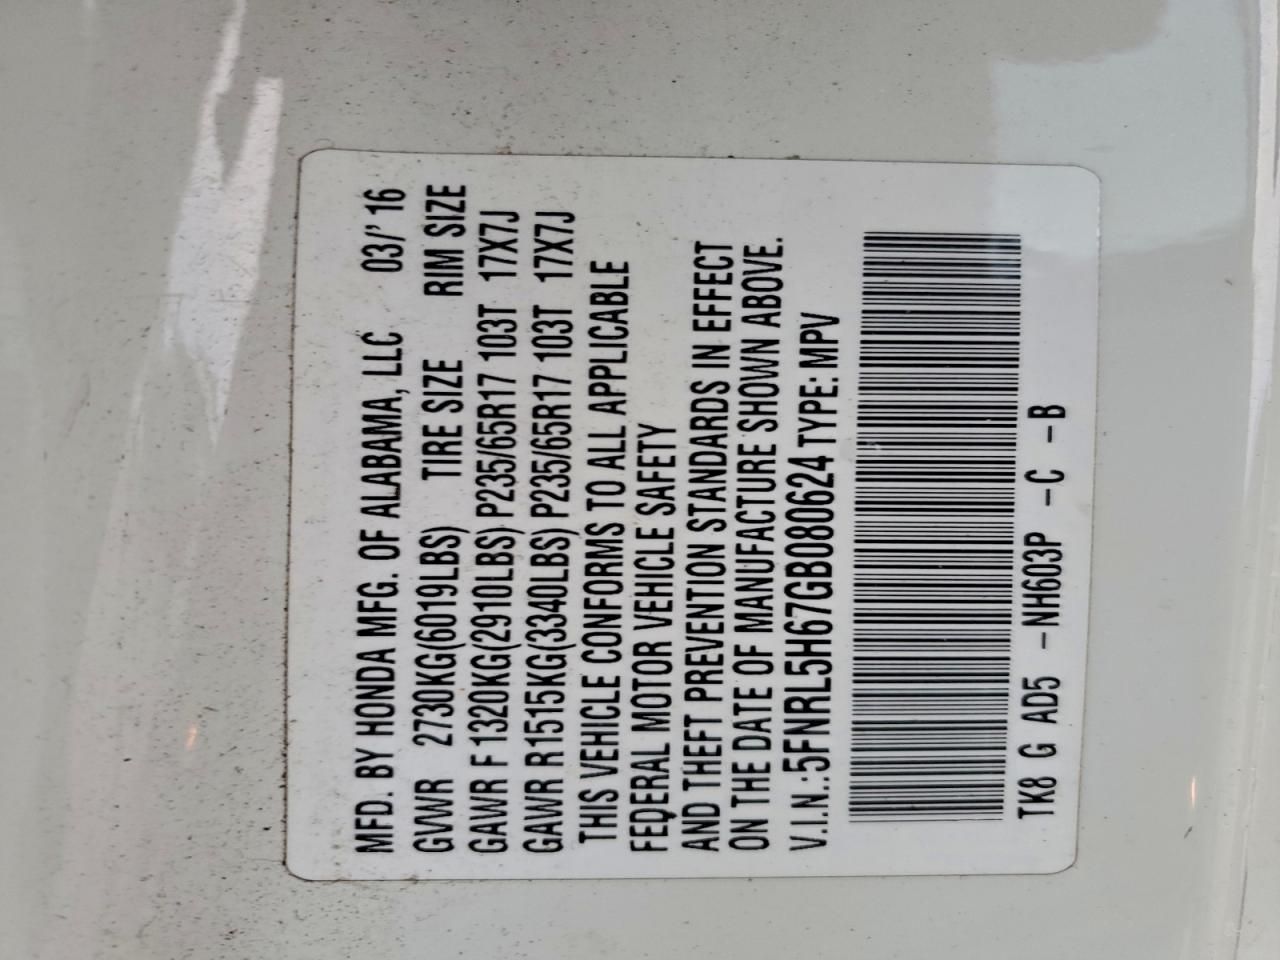 MFD. BY HONDA MFG. OF ALABAMA, LLC 03/' 16
GVWR 2730KG(6019LBS) TIRE SIZE RIM SIZE
GAWR F 1320KG(2910LBS) P235/65R17 103T 17X7J
GAWR R1515KG(3340LBS) P235/65R17 103T 17X7J
THIS VEHICLE CONFORMS TO ALL APPLICABLE
FEDERAL MOTOR VEHICLE SAFETY
AND THEFT PREVENTION STANDARDS IN EFFECT
ON THE DATE OF MANUFACTURE SHOWN ABOVE.
V.I.N.:5FNRL5H67GB080624 TYPE: MPV
TK8 G AD5 -NH603P -C -B